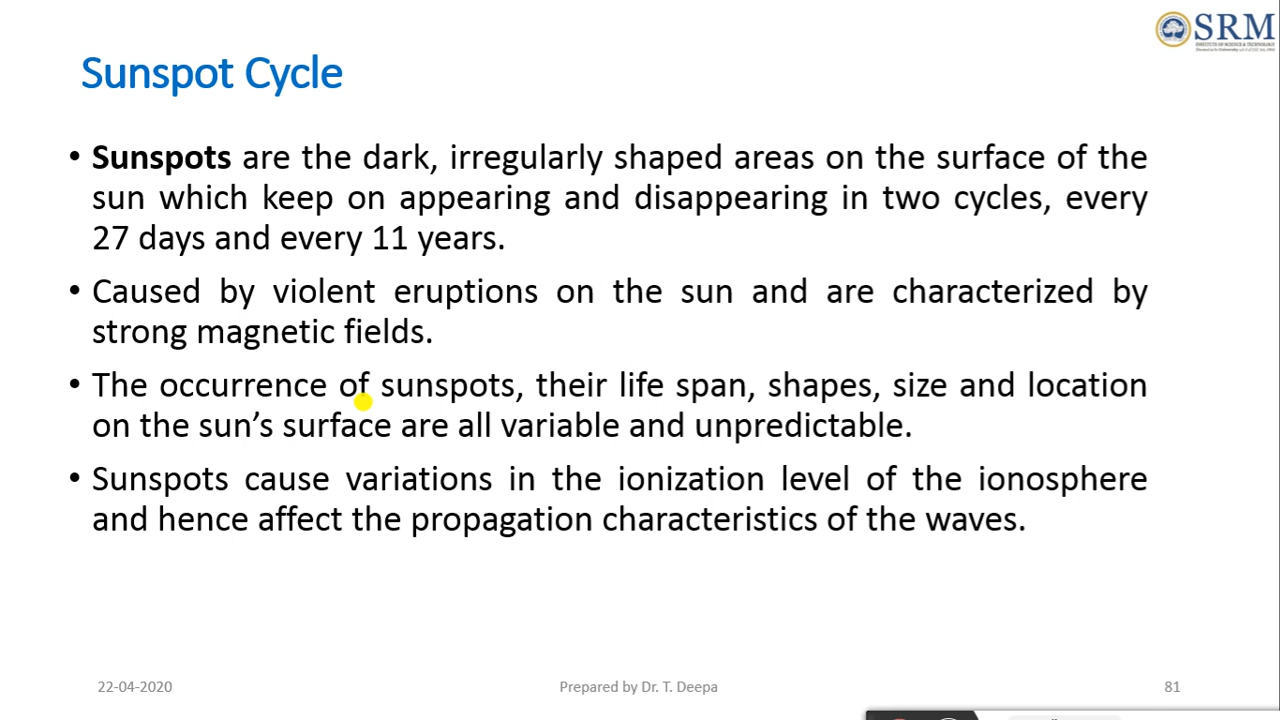 SRM
INSTITUTE OF SCIENCE & TECHNOLOGY
Sunspot Cycle
• Sunspots are the dark, irregularly shaped areas on the surface of the
sun which keep on appearing and disappearing in two cycles, every
27 days and every 11 years.
• Caused by violent eruptions on the sun and are characterized by
strong magnetic fields.
• The occurrence of sunspots, their life span, shapes, size and location
on the sun’s surface are all variable and unpredictable.
• Sunspots cause variations in the ionization level of the ionosphere
and hence affect the propagation characteristics of the waves.
22-04-2020
Prepared by Dr. T. Deepa
81